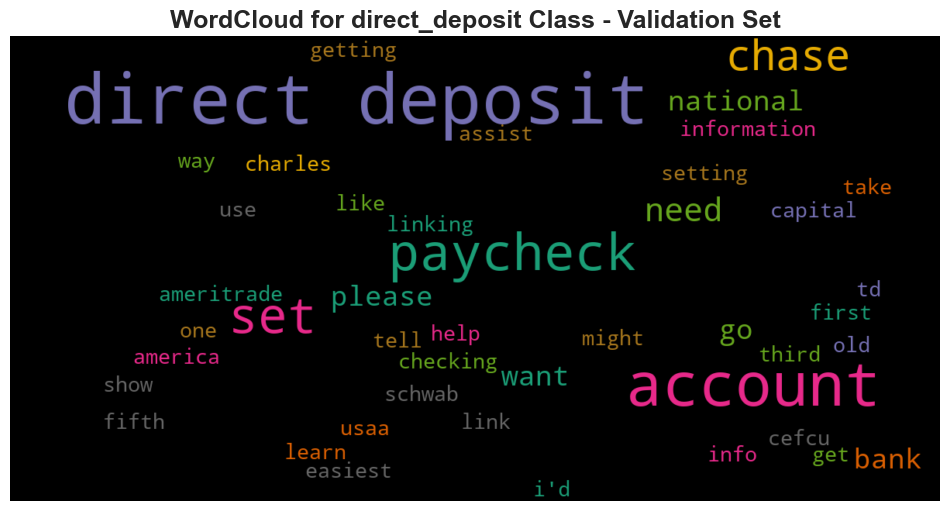 WordCloud for direct_deposit Class - Validation Set
getting
chase
direct deposit
national
information
assist
way
charles
setting
take
like
use
need
capital
linking
paycheck
td
ameritrade
please
first
set
one
help
go
might
tell
old
america
checking
third
want
show
schwab
account
fifth
link
usaa
cefcu
learn
info
get
bank
easiest
i'd